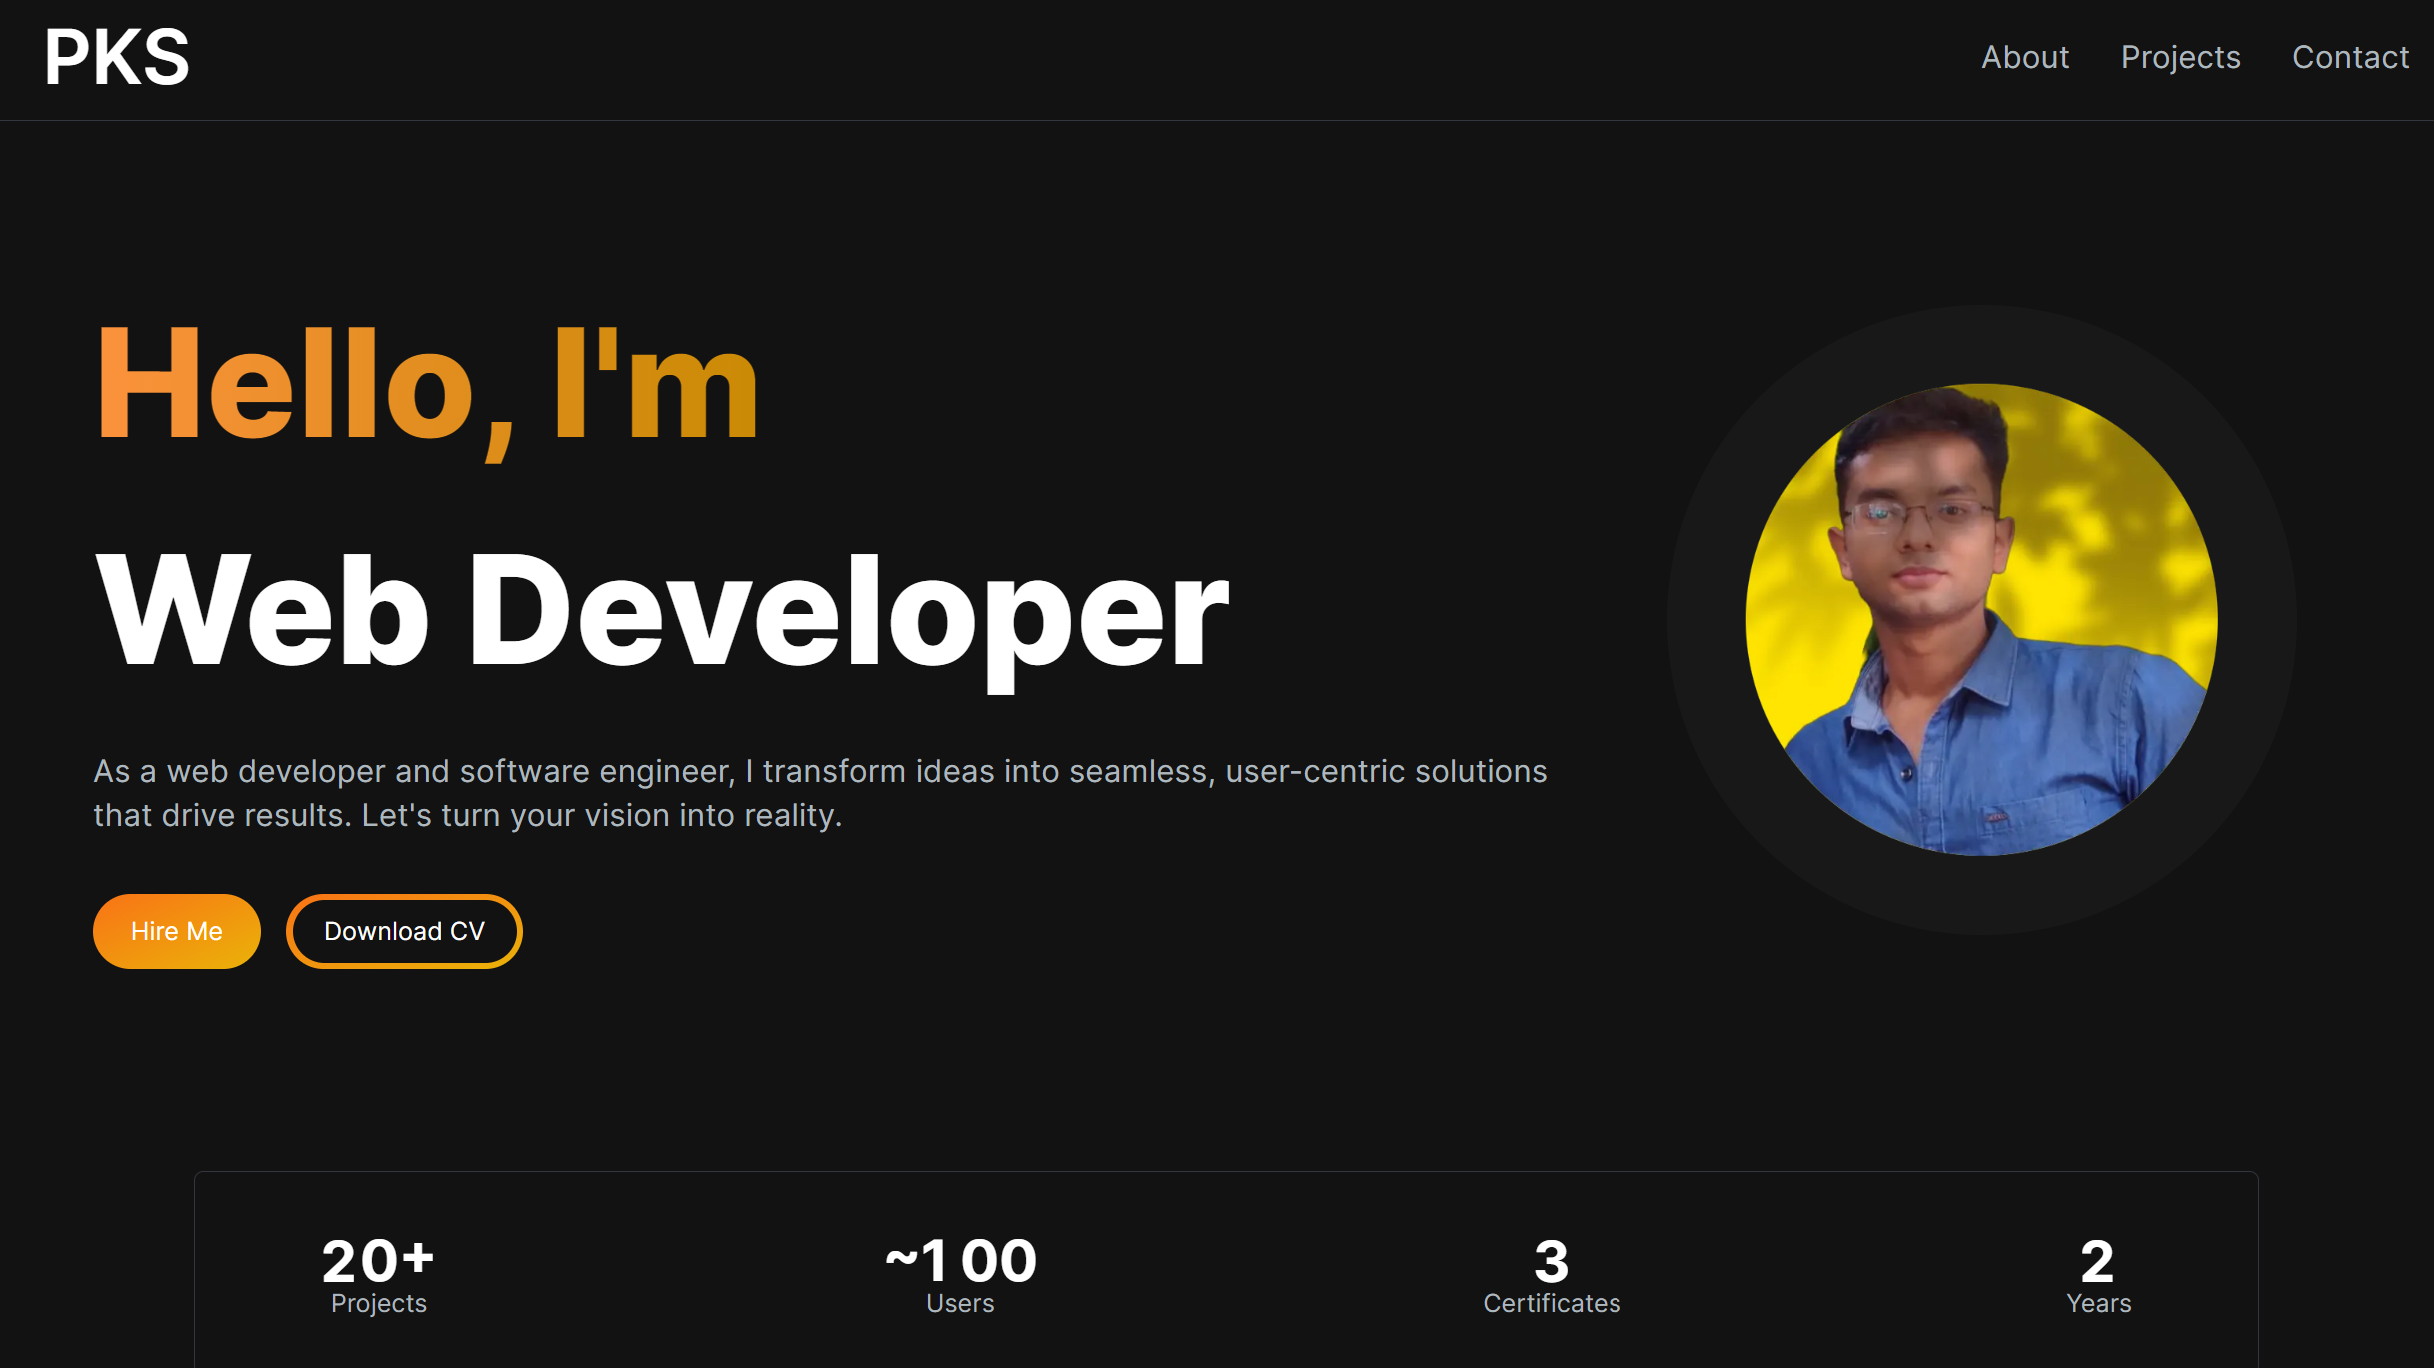 PKS
About Projects Contact
Hello, I'm
Web Developer
As a web developer and software engineer, I transform ideas into seamless, user-centric solutions
that drive results. Let's turn your vision into reality.
Hire Me Download CV
20+ ~100 3 2
Projects Users Certificates Years